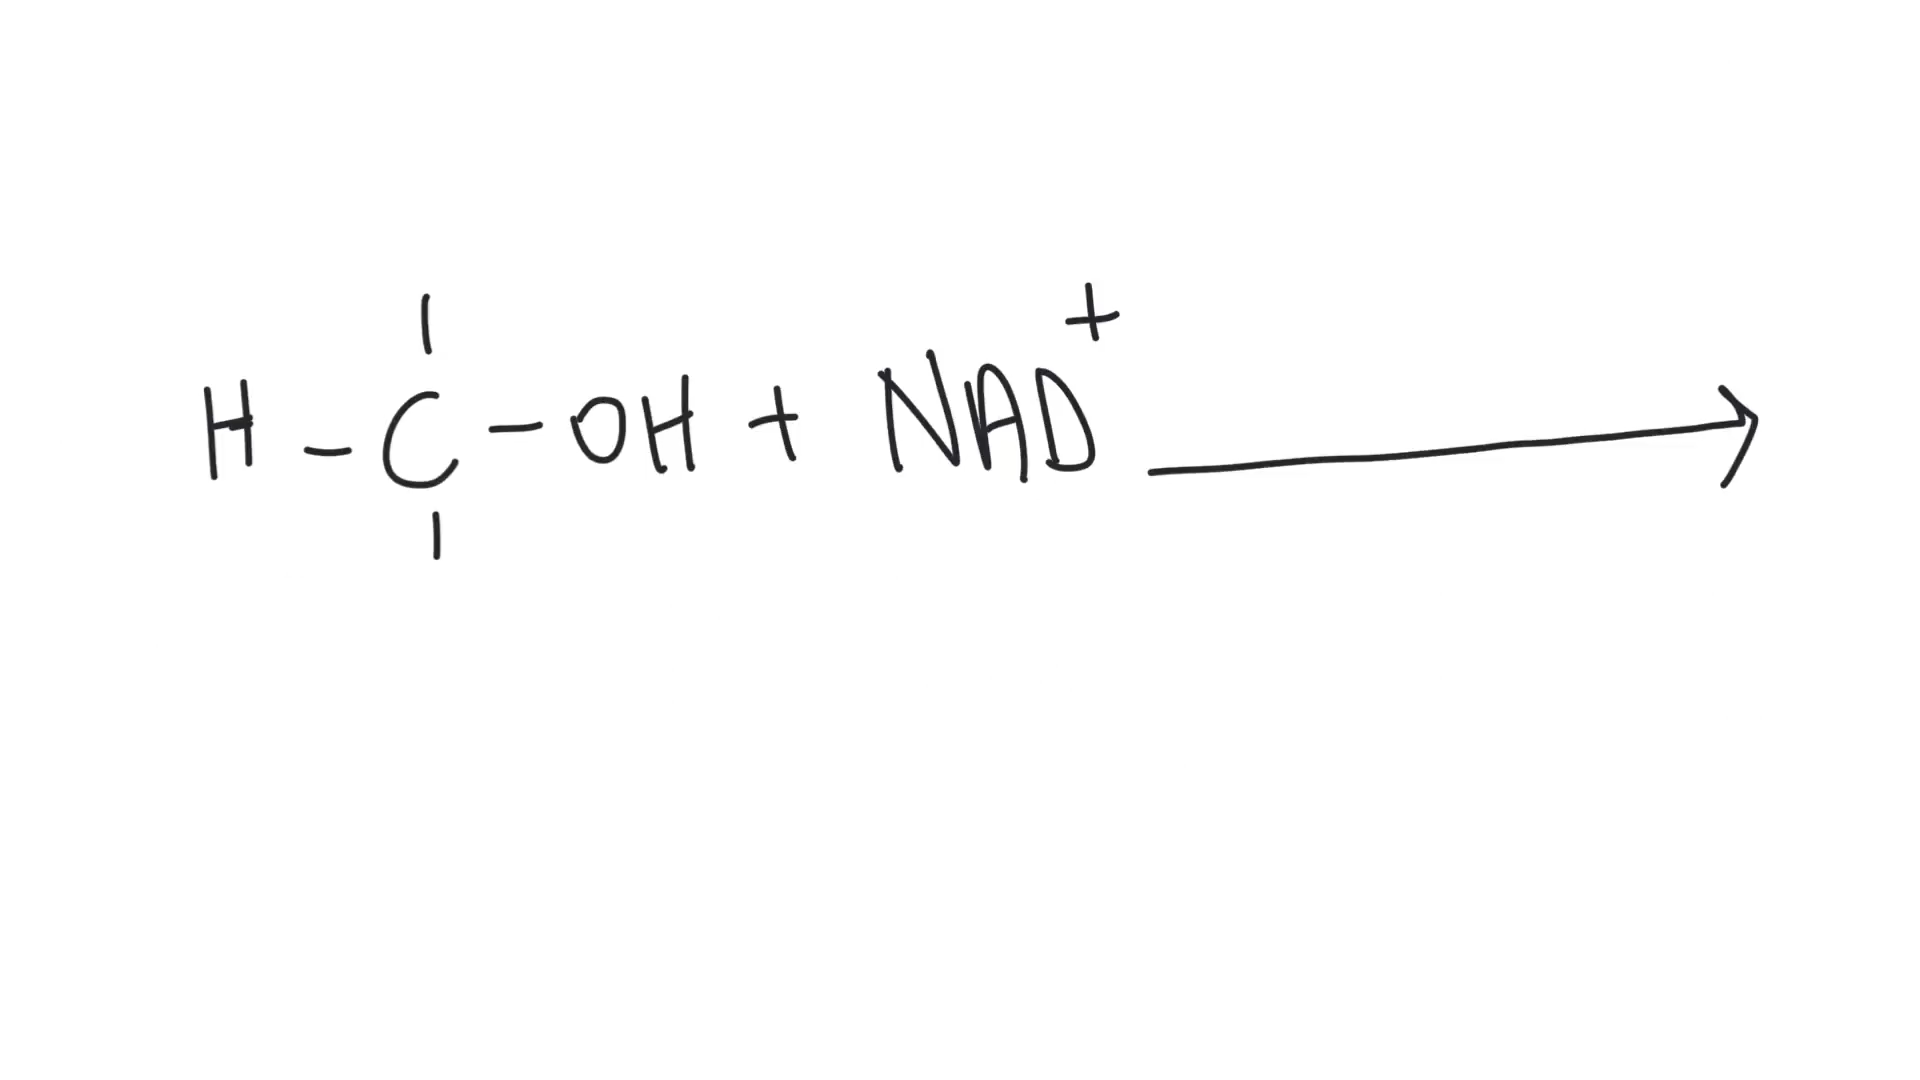 H - C - OH + NAD⁺ →